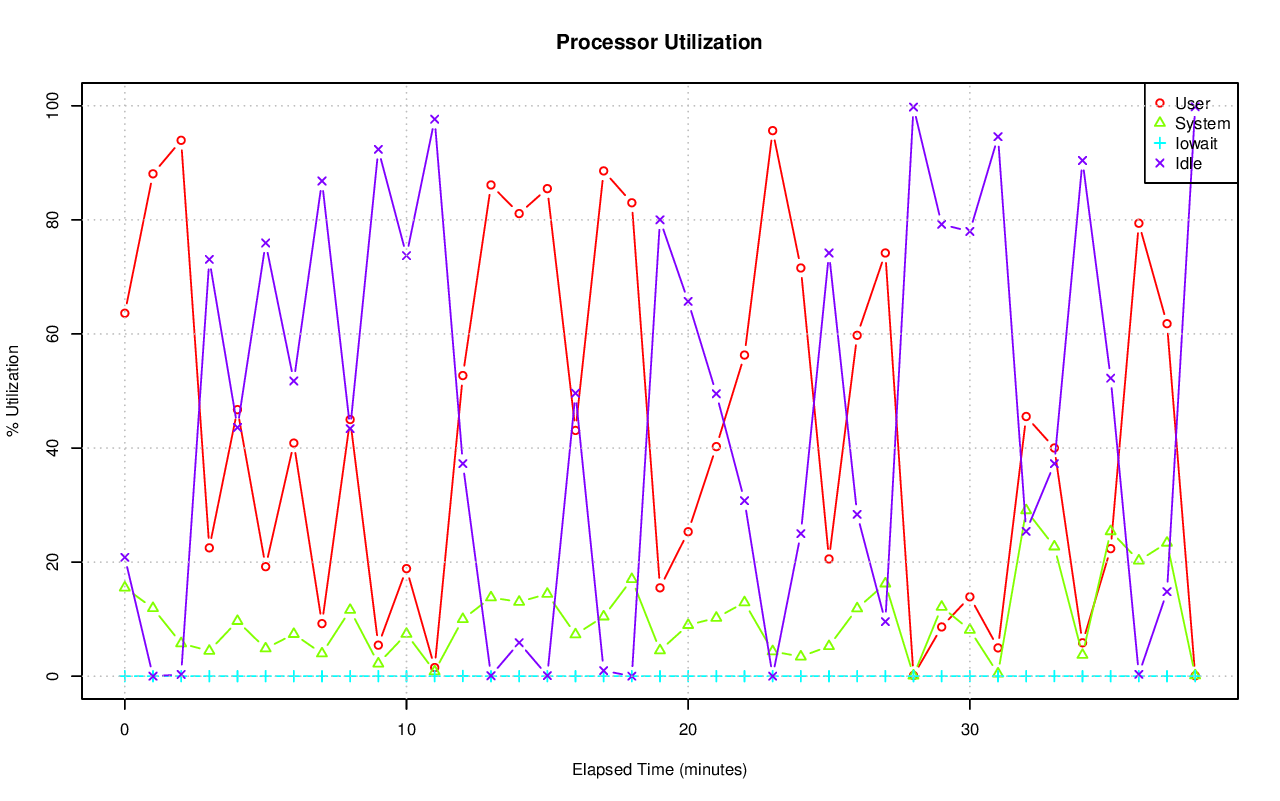 Processor Utilization
% Utilization
100
80
60
40
20
0
User
System
Iowait
Idle
0 10 20 30
Elapsed Time (minutes)